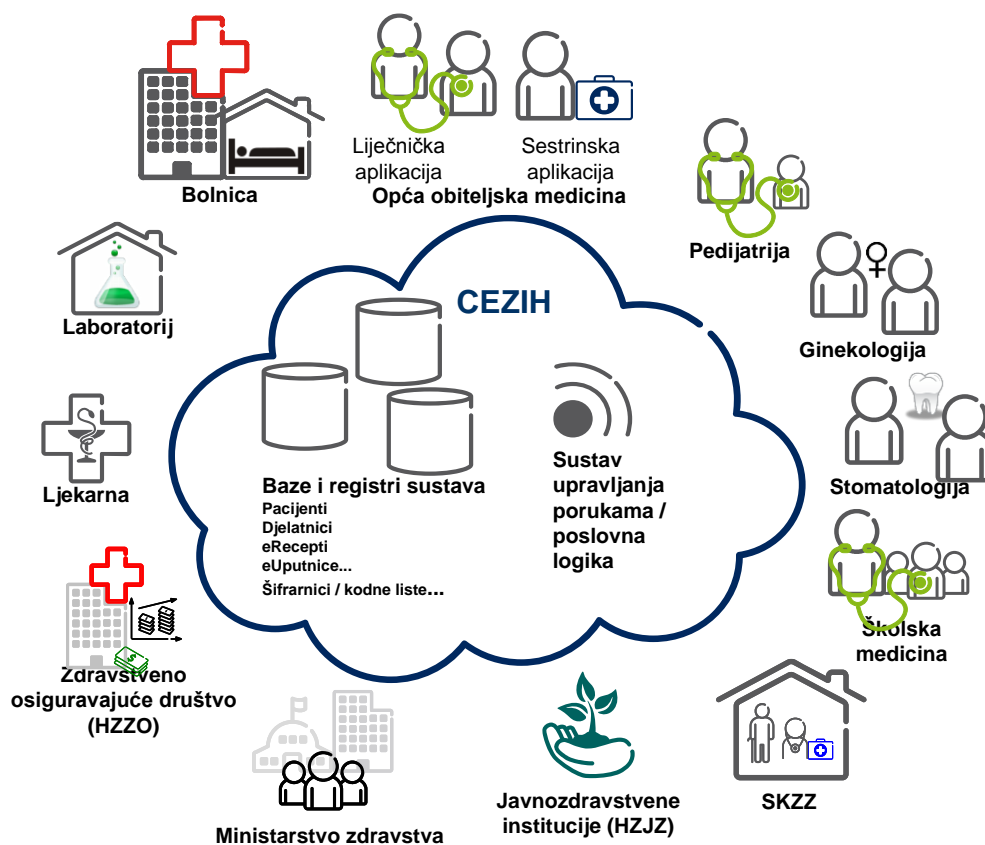 Bolnica
Liječnička
aplikacija
Sestrinska
aplikacija
Opća obiteljska medicina
Pedijatrija
Ginekologija
Stomatologija
Školska
medicina
SKZZ
Javnozdravstvene
institucije (HZJZ)
Ministarstvo zdravstva
Zdravstveno
osiguravajuće društvo
(HZZO)
Ljekarna
Laboratorij
CEZIH
Baze i registri sustava
Pacijenti
Djelatnici
eRecepti
eUputnice...
Šifrarnici / kodne liste...
Sustav
upravljanja
porukama /
poslovna
logika